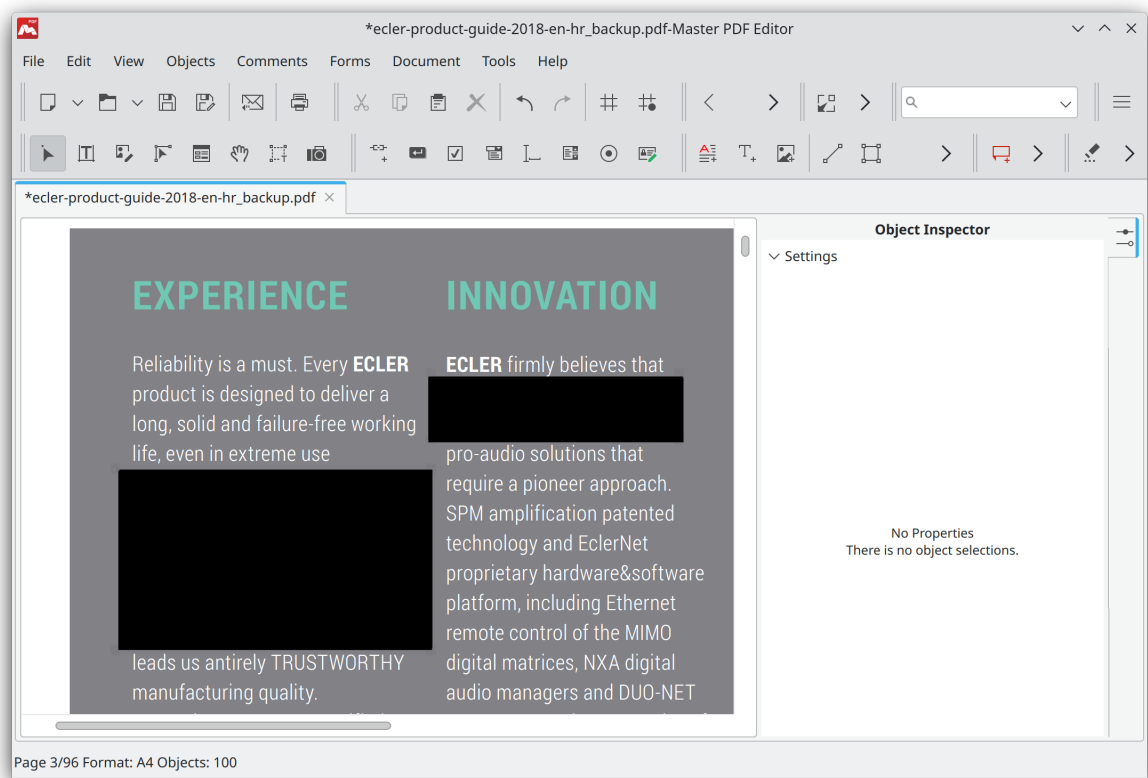 *ecler-product-guide-2018-en-hr_backup.pdf-Master PDF Editor
File Edit View Objects Comments Forms Document Tools Help
*ecler-product-guide-2018-en-hr_backup.pdf
EXPERIENCE
Reliability is a must. Every ECLER
product is designed to deliver a
long, solid and failure-free working
life, even in extreme use
leads us antirely TRUSTWORTHY
manufacturing quality.
INNOVATION
ECLER firmly believes that
pro-audio solutions that
require a pioneer approach.
SPM amplification patented
technology and EclerNet
proprietary hardware&software
platform, including Ethernet
remote control of the MIMO
digital matrices, NXA digital
audio managers and DUO-NET
Object Inspector
Settings
No Properties
There is no object selections.
Page 3/96 Format: A4 Objects: 100